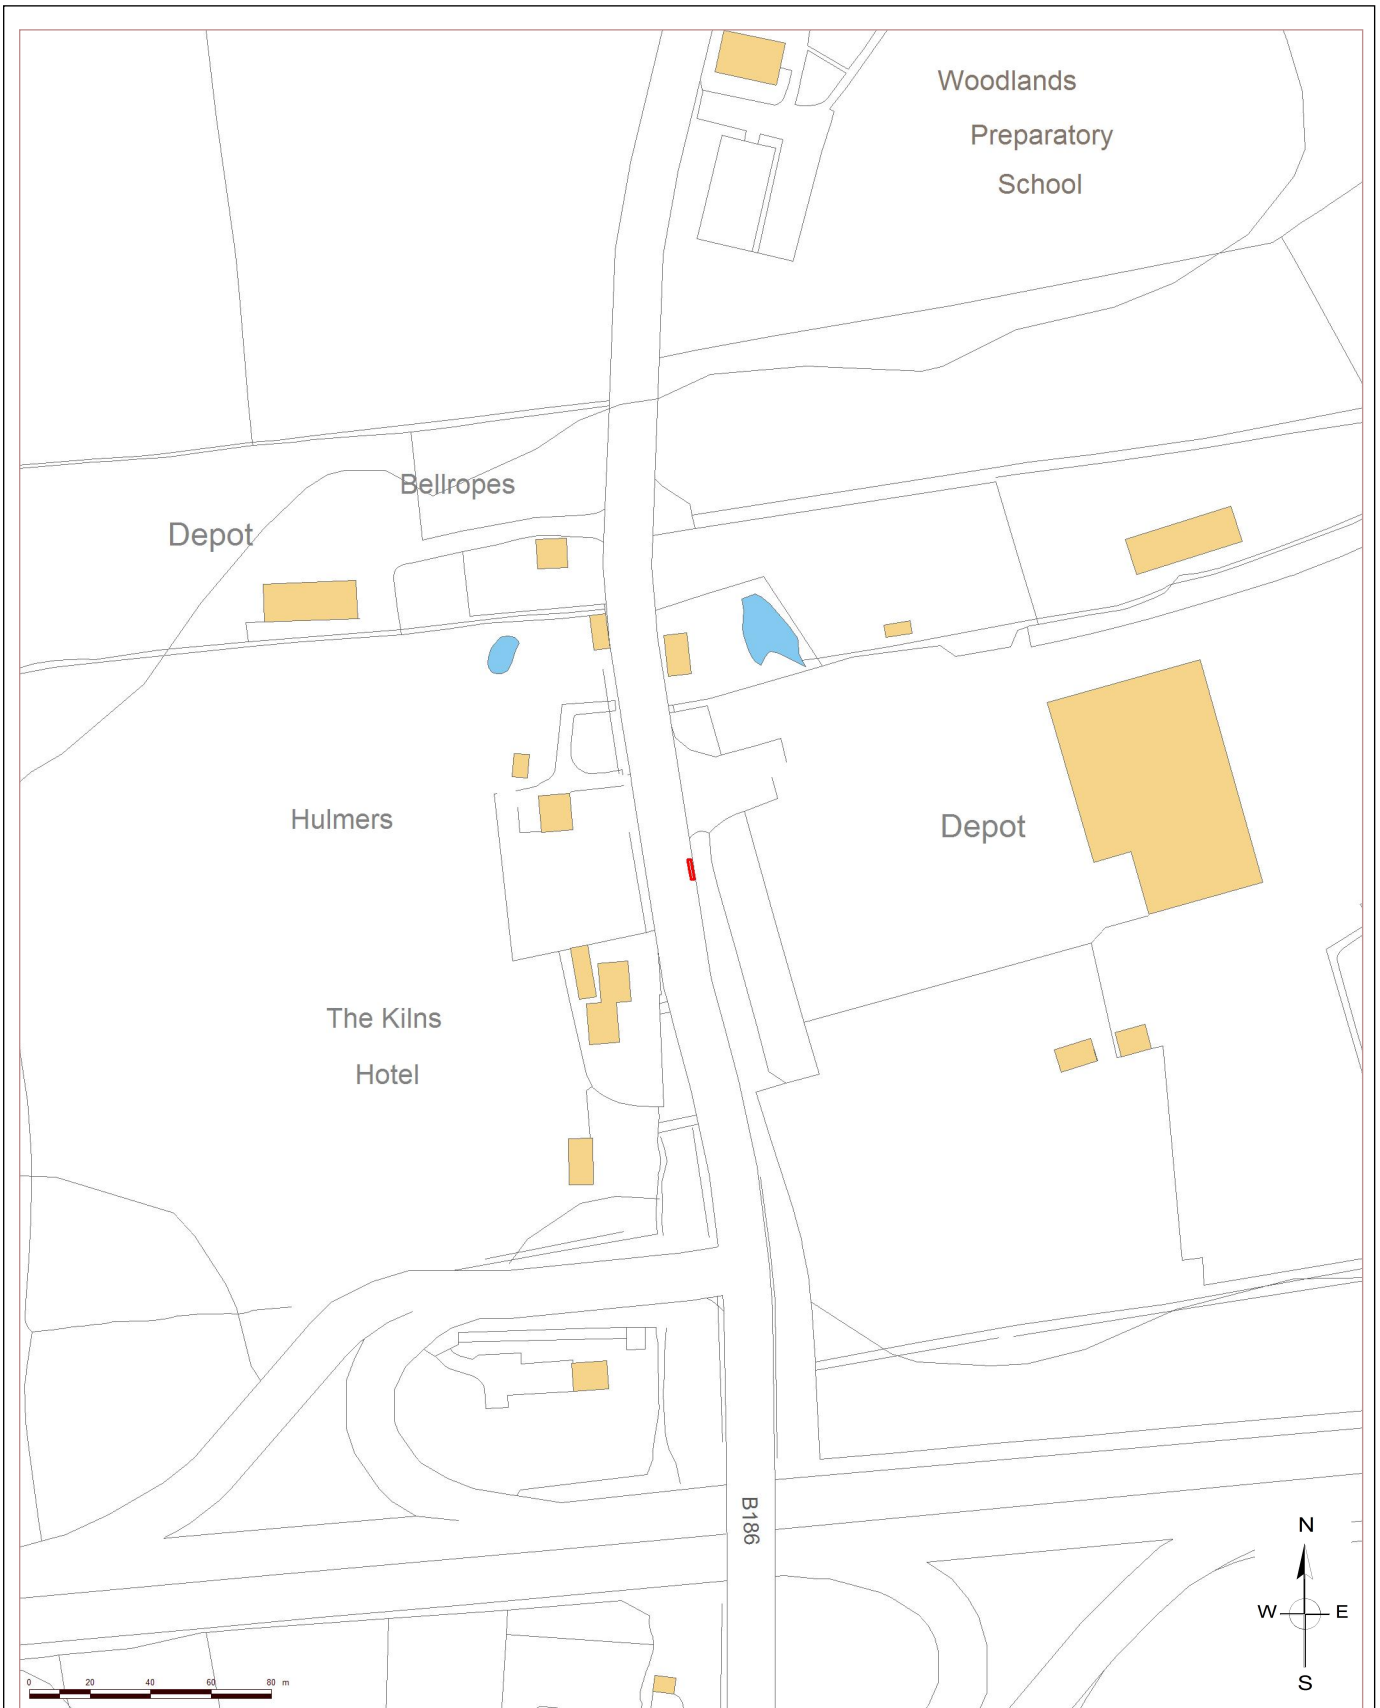 Woodlands
Preparatory
School
Bellropes
Depot
Hulmers
Depot
The Kilns
Hotel
B186
N
W E
S
0 20 40 60 80 m